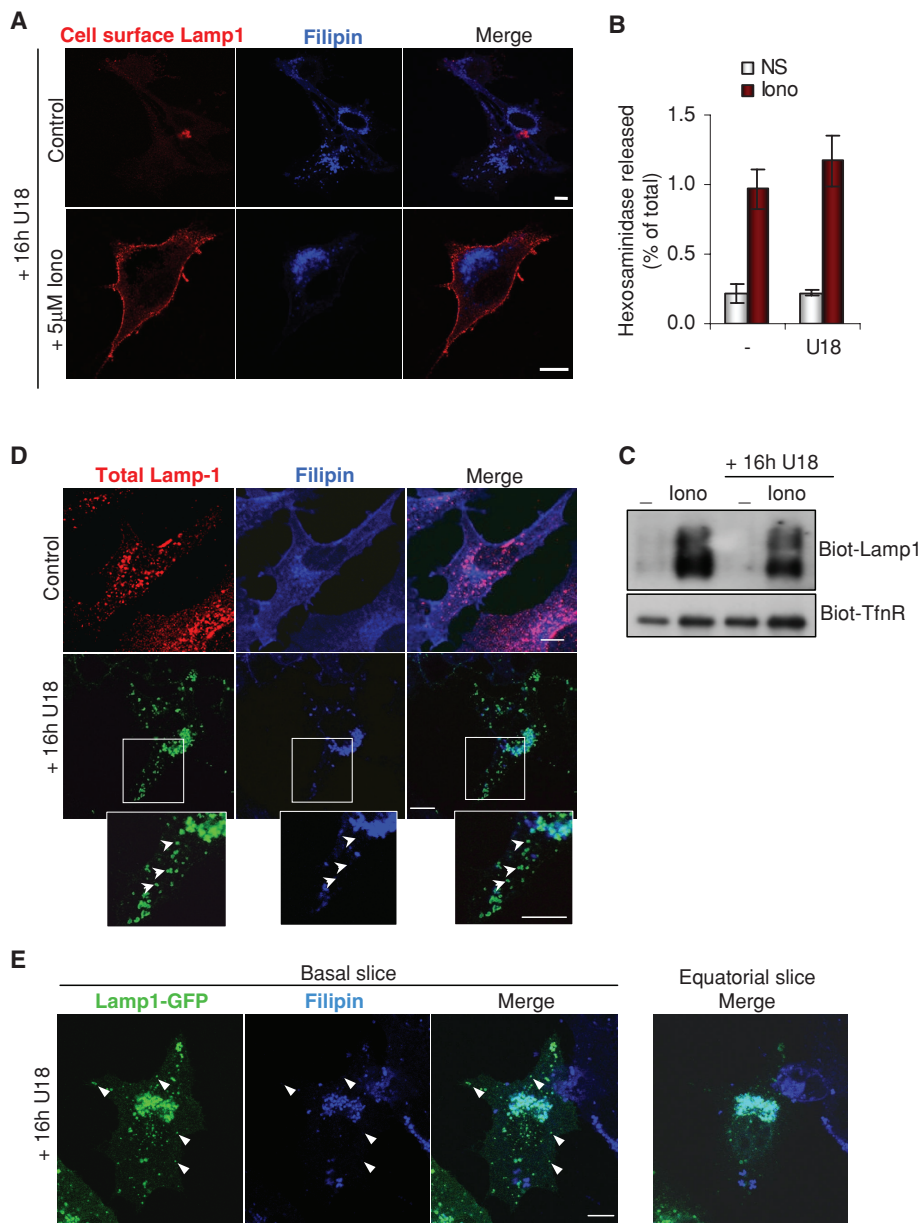 A
Cell surface Lamp1 Filipin Merge
+ 16h U18
Control
+ 5µM Iono
B
NS
Iono
Hexosaminidase released
(% of total)
1.5
1.0
0.5
0.0
- U18
D
Total Lamp-1 Filipin Merge
Control
+ 16h U18
C
+ 16h U18
_ Iono _ Iono
Biot-Lamp1
Biot-TfnR
E
Basal slice
Lamp1-GFP Filipin Merge
Equatorial slice
Merge
+ 16h U18